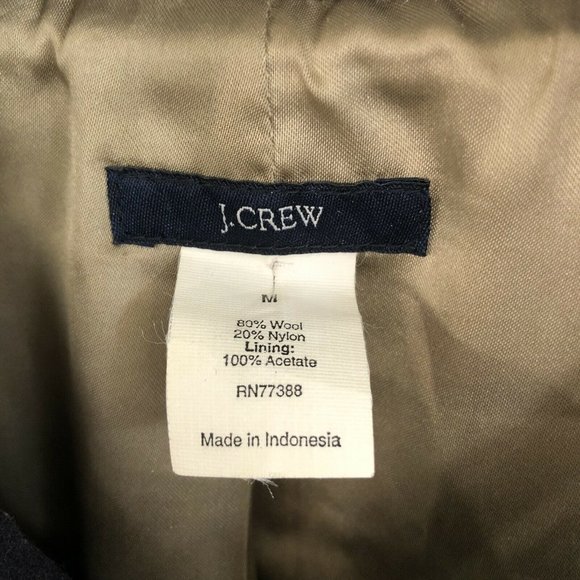 J.CREW
M
80% Wool
20% Nylon
Lining:
100% Acetate
RN77388
Made in Indonesia